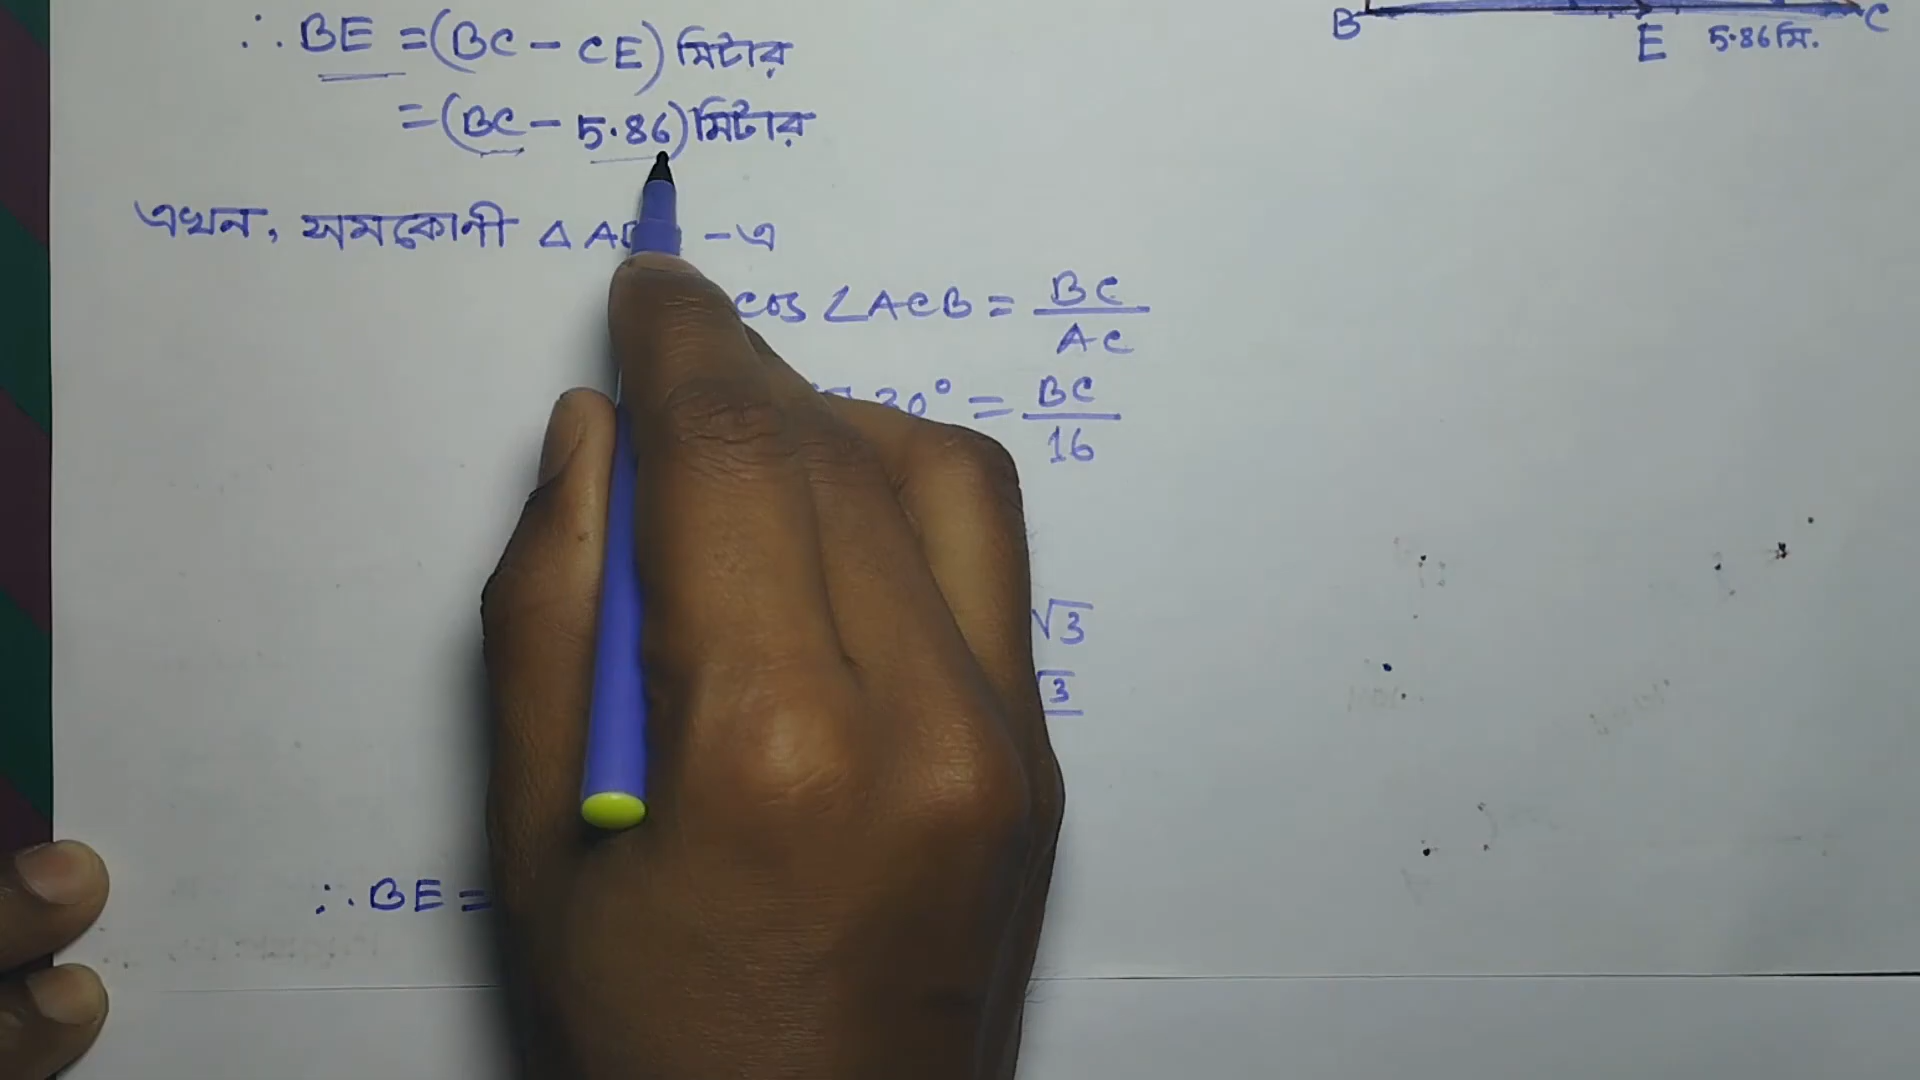 B E 5.86 মি. C
∴ BE = (BC - CE) মিটার
= (BC - 5.86) মিটার
এখন, সমকোণী Δ - এ
cos ∠ACB = BC / AC
30° = BC / 16
√3
√3
∴ BE =